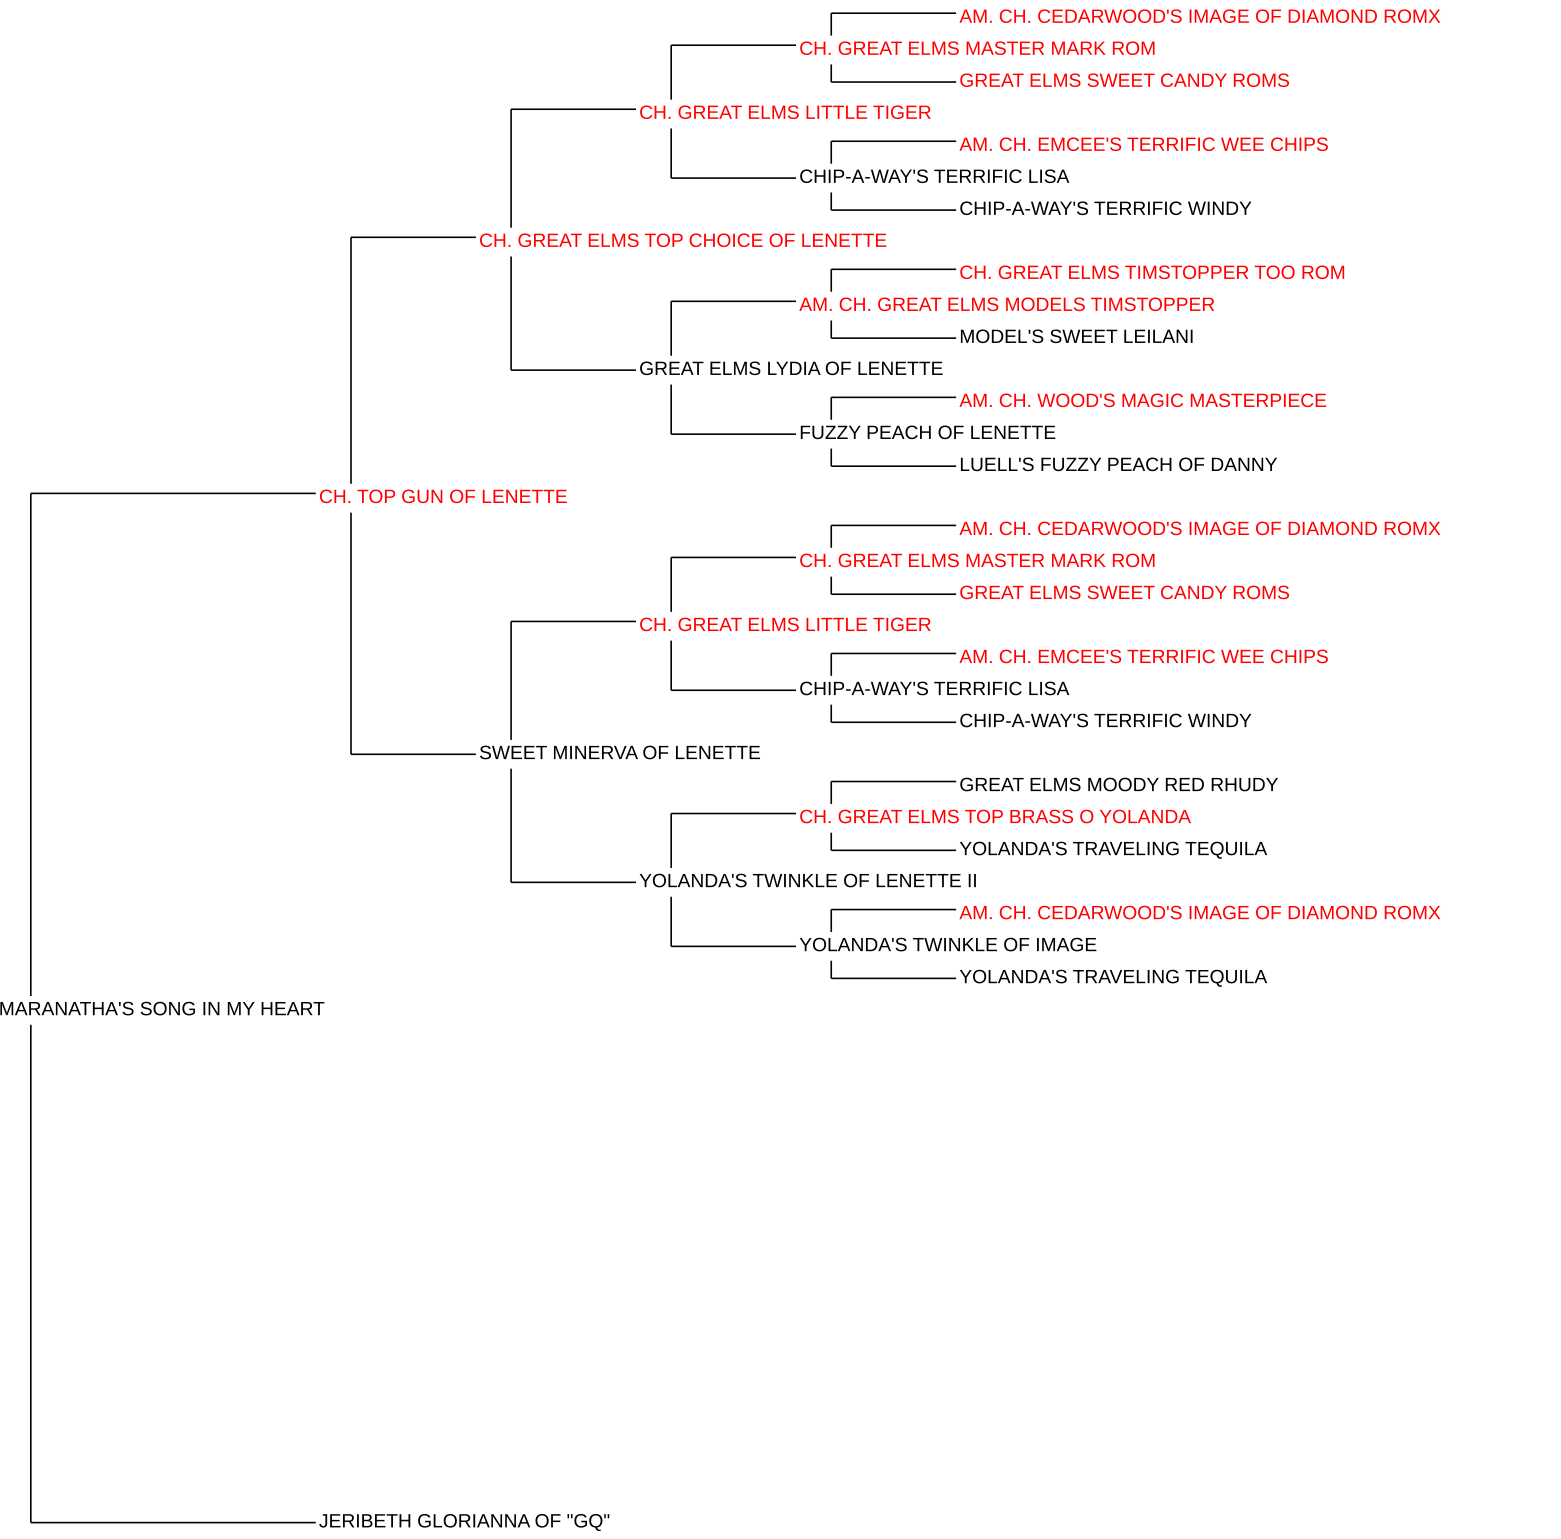 AM. CH. CEDARWOOD'S IMAGE OF DIAMOND ROMX
CH. GREAT ELMS MASTER MARK ROM
GREAT ELMS SWEET CANDY ROMS
CH. GREAT ELMS LITTLE TIGER
AM. CH. EMCEE'S TERRIFIC WEE CHIPS
CHIP-A-WAY'S TERRIFIC LISA
CHIP-A-WAY'S TERRIFIC WINDY
CH. GREAT ELMS TOP CHOICE OF LENETTE
CH. GREAT ELMS TIMSTOPPER TOO ROM
AM. CH. GREAT ELMS MODELS TIMSTOPPER
MODEL'S SWEET LEILANI
GREAT ELMS LYDIA OF LENETTE
AM. CH. WOOD'S MAGIC MASTERPIECE
FUZZY PEACH OF LENETTE
LUELL'S FUZZY PEACH OF DANNY
CH. TOP GUN OF LENETTE
AM. CH. CEDARWOOD'S IMAGE OF DIAMOND ROMX
CH. GREAT ELMS MASTER MARK ROM
GREAT ELMS SWEET CANDY ROMS
CH. GREAT ELMS LITTLE TIGER
AM. CH. EMCEE'S TERRIFIC WEE CHIPS
CHIP-A-WAY'S TERRIFIC LISA
CHIP-A-WAY'S TERRIFIC WINDY
SWEET MINERVA OF LENETTE
GREAT ELMS MOODY RED RHUDY
CH. GREAT ELMS TOP BRASS O YOLANDA
YOLANDA'S TRAVELING TEQUILA
YOLANDA'S TWINKLE OF LENETTE II
AM. CH. CEDARWOOD'S IMAGE OF DIAMOND ROMX
YOLANDA'S TWINKLE OF IMAGE
YOLANDA'S TRAVELING TEQUILA
MARANATHA'S SONG IN MY HEART
JERIBETH GLORIANNA OF "GQ"